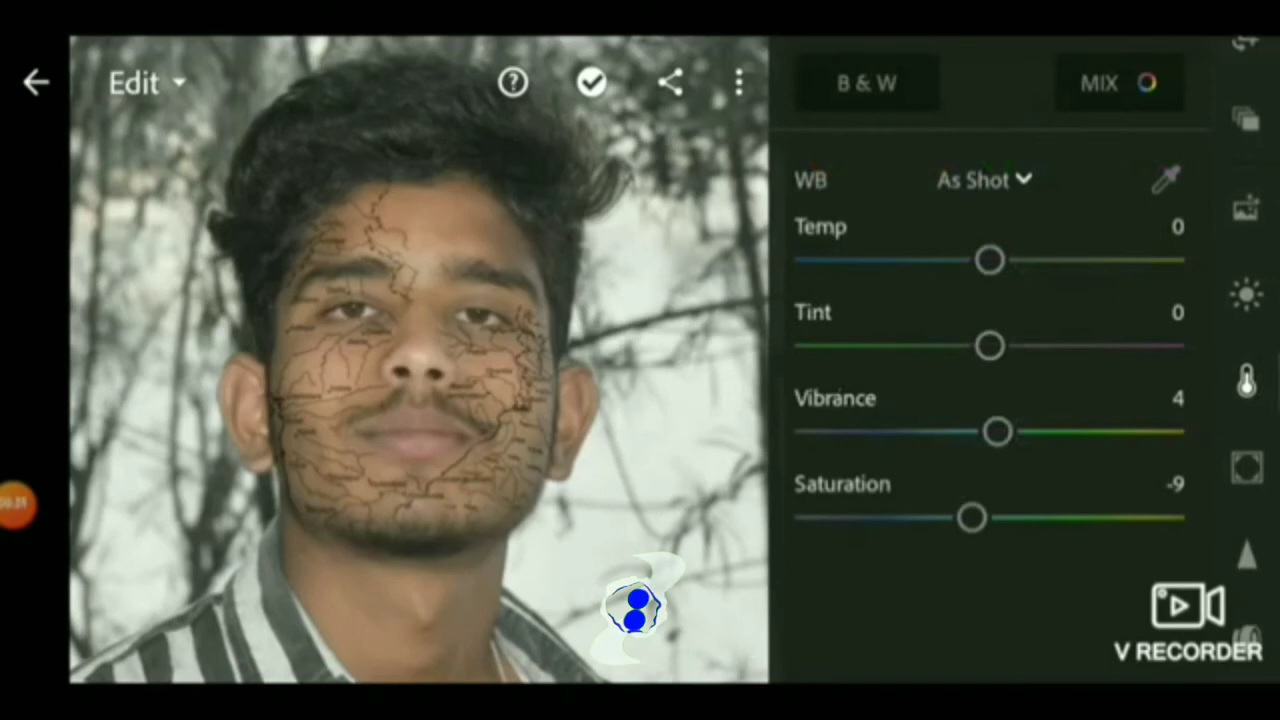 Edit
B & W
MIX
WB
As Shot
Temp
0
Tint
0
Vibrance
4
Saturation
-9
V RECORDER